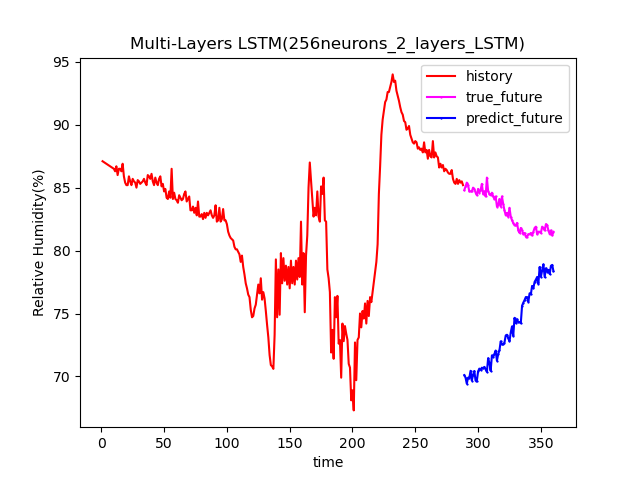 Multi-Layers LSTM(256neurons_2_layers_LSTM)
history
true_future
predict_future
Relative Humidity(%)
95
90
85
80
75
70
0 50 100 150 200 250 300 350
time